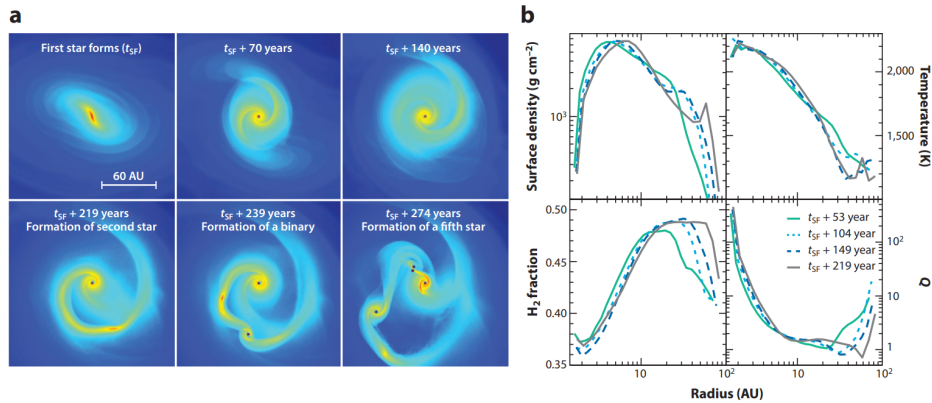 a
First star forms (tSF)
tSF + 70 years
tSF + 140 years
60 AU
tSF + 219 years
Formation of second star
tSF + 239 years
Formation of a binary
tSF + 274 years
Formation of a fifth star
b
Surface density (g cm⁻²)
10³
Temperature (K)
2,000
1,500
H₂ fraction
0.50
0.45
0.40
0.35
tSF + 53 year
tSF + 104 year
tSF + 149 year
tSF + 219 year
Q
10²
10
1
10
10²
10
10²
Radius (AU)